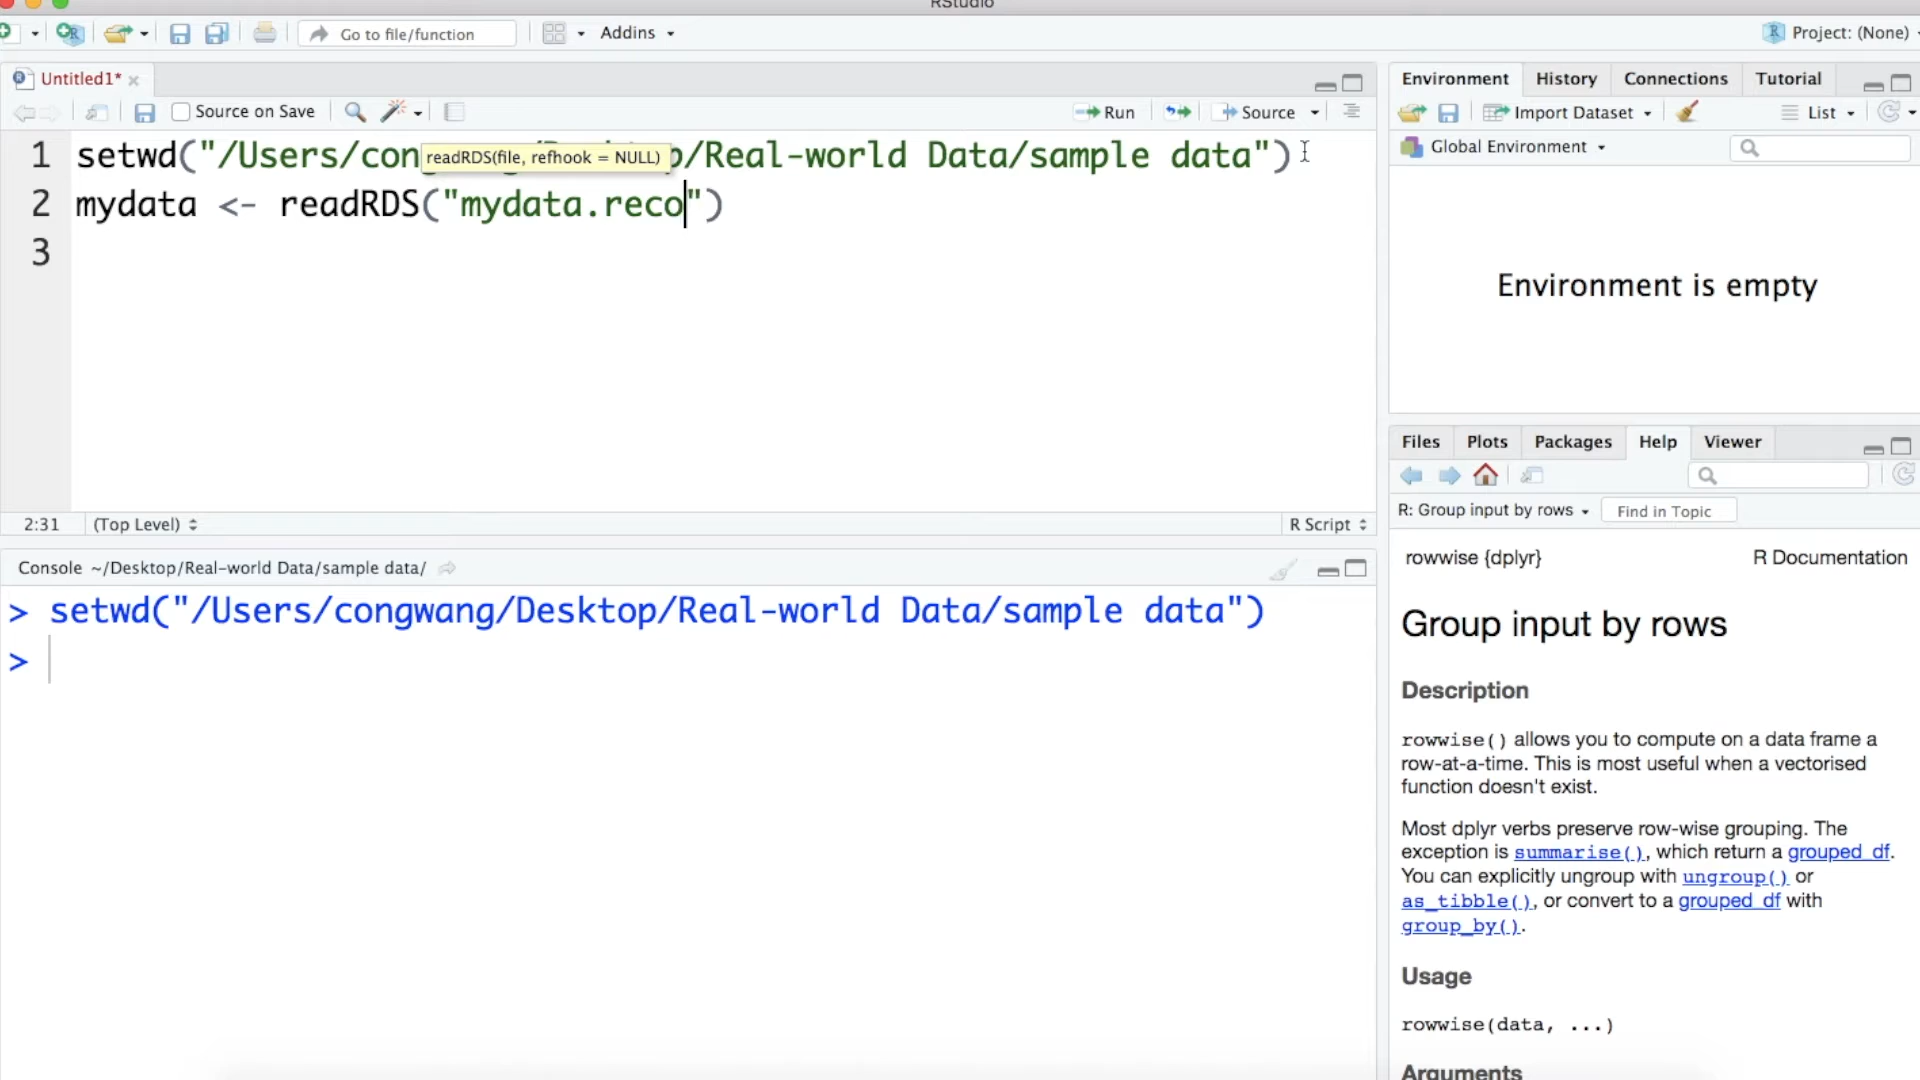 RStudio
Go to file/function
Addins
Project: (None)
Untitled1*
Source on Save
Run
Source
1 setwd("/Users/con /Real-world Data/sample data")
readRDS(file, refhook = NULL)
2 mydata <- readRDS("mydata.reco")
3
2:31
(Top Level)
R Script
Console ~/Desktop/Real-world Data/sample data/
> setwd("/Users/congwang/Desktop/Real-world Data/sample data")
>
Environment
History
Connections
Tutorial
Import Dataset
List
Global Environment
Environment is empty
Files
Plots
Packages
Help
Viewer
R: Group input by rows
Find in Topic
rowwise {dplyr}
R Documentation
Group input by rows
Description
rowwise() allows you to compute on a data frame a
row-at-a-time. This is most useful when a vectorised
function doesn't exist.
Most dplyr verbs preserve row-wise grouping. The
exception is summarise(), which return a grouped_df.
You can explicitly ungroup with ungroup() or
as_tibble(), or convert to a grouped_df with
group_by().
Usage
rowwise(data, ...)
Arguments